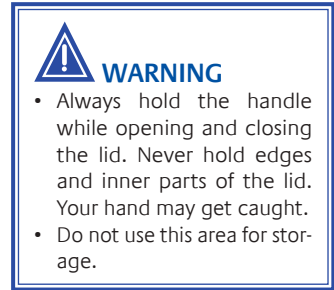 WARNING
• Always hold the handle
while opening and closing
the lid. Never hold edges
and inner parts of the lid.
Your hand may get caught.
• Do not use this area for stor-
age.